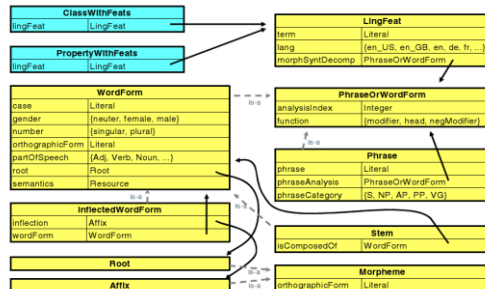 ClassWithFeats
lingFeat LingFeat
PropertyWithFeats
lingFeat LingFeat
LingFeat
term Literal
lang {en_US, en_GB, en, de, fr, ...}
morphSyntDecomp PhraseOrWordForm
WordForm
case Literal
gender {neuter, female, male}
number {singular, plural}
orthographicForm Literal
partOfSpeech {Adj, Verb, Noun, ...}
root Root
semantics Resource
is-a
PhraseOrWordForm
analysisIndex Integer
function {modifier, head, negModifier}
is-a
Phrase
phrase Literal
phraseAnalysis PhraseOrWordForm
phraseCategory {S, NP, AP, PP, VG}
is-a
InflectedWordForm
inflection Affix
wordForm WordForm
is-a
Stem
isComposedOf WordForm
Root
is-a
Affix
is-a
Morpheme
orthographicForm Literal